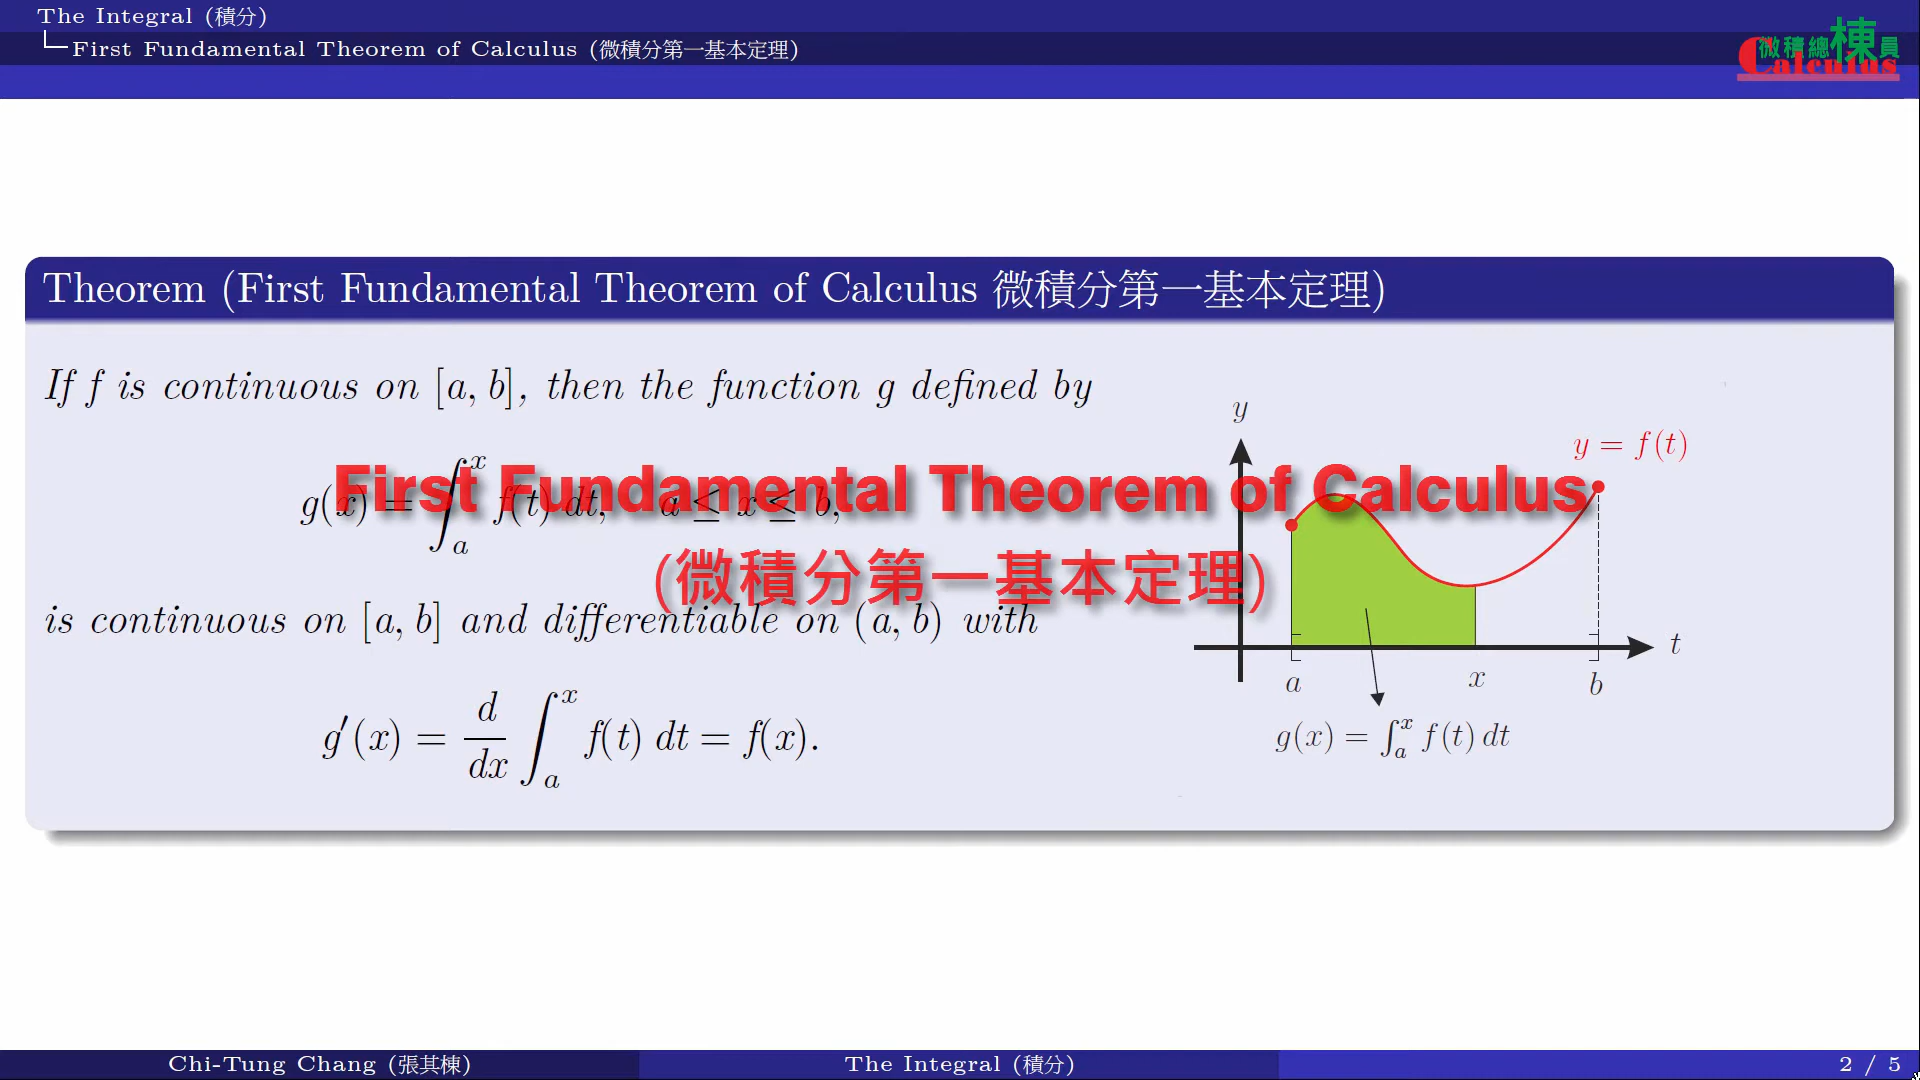 The Integral (積分)
First Fundamental Theorem of Calculus (微積分第一基本定理)
微積總棟員
Calculus
Theorem (First Fundamental Theorem of Calculus 微積分第一基本定理)
If f is continuous on [a, b], then the function g defined by
g(x) = ∫_a^x f(t) dt, a ≤ x ≤ b,
First Fundamental Theorem of Calculus
(微積分第一基本定理)
is continuous on [a, b] and differentiable on (a, b) with
g′(x) = d/dx ∫_a^x f(t) dt = f(x).
y
y = f(t)
t
a
x
b
g(x) = ∫_a^x f(t) dt
Chi-Tung Chang (張其棟)
The Integral (積分)
2 / 5